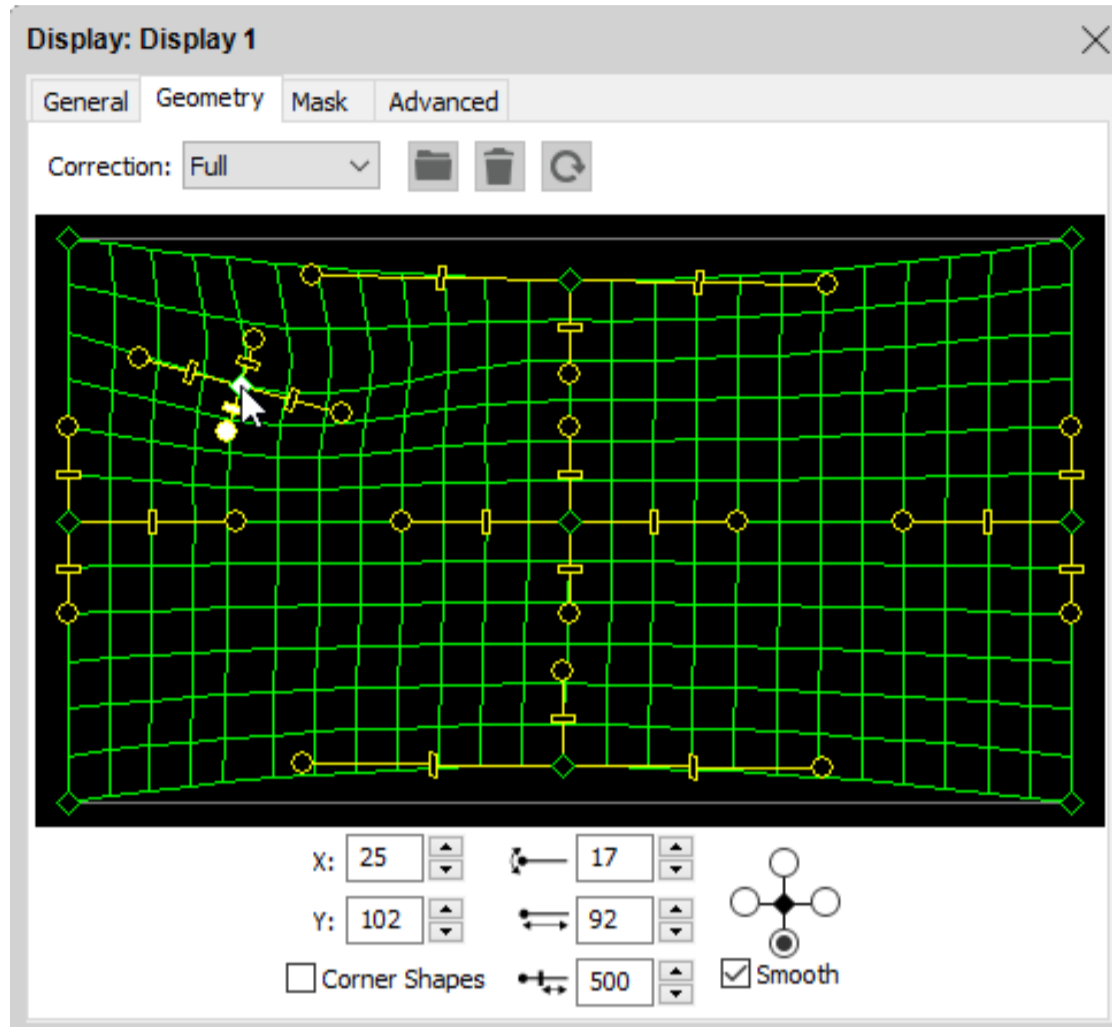 Display: Display 1
General Geometry Mask Advanced
Correction: Full
X: 25 17
Y: 102 92
Corner Shapes 500 Smooth